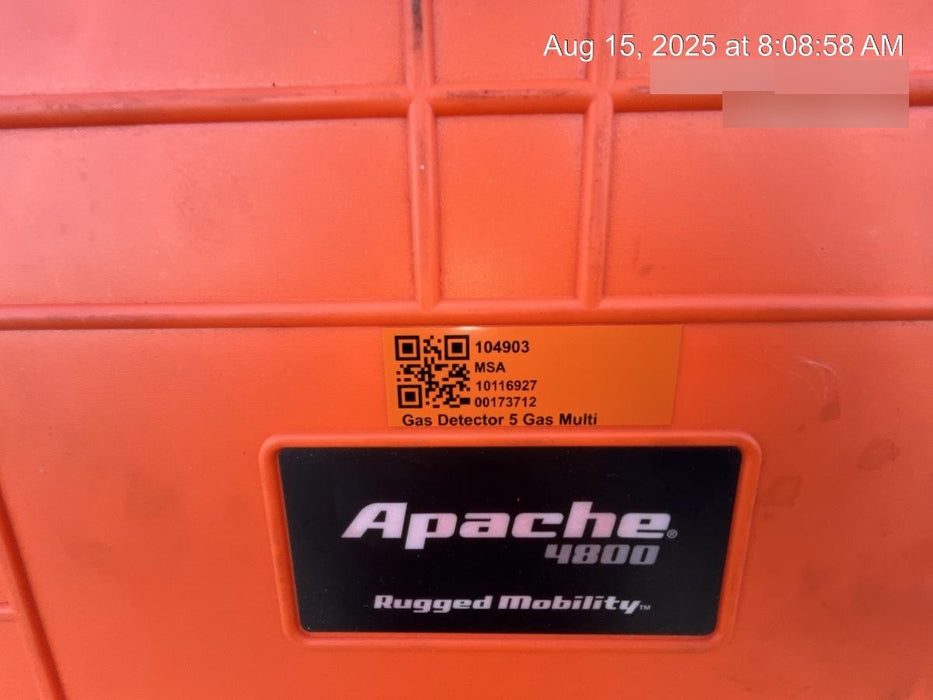 Aug 15, 2025 at 8:08:58 AM
104903
MSA
10116927
00173712
Gas Detector 5 Gas Multi
Apache®
4800
Rugged Mobility™